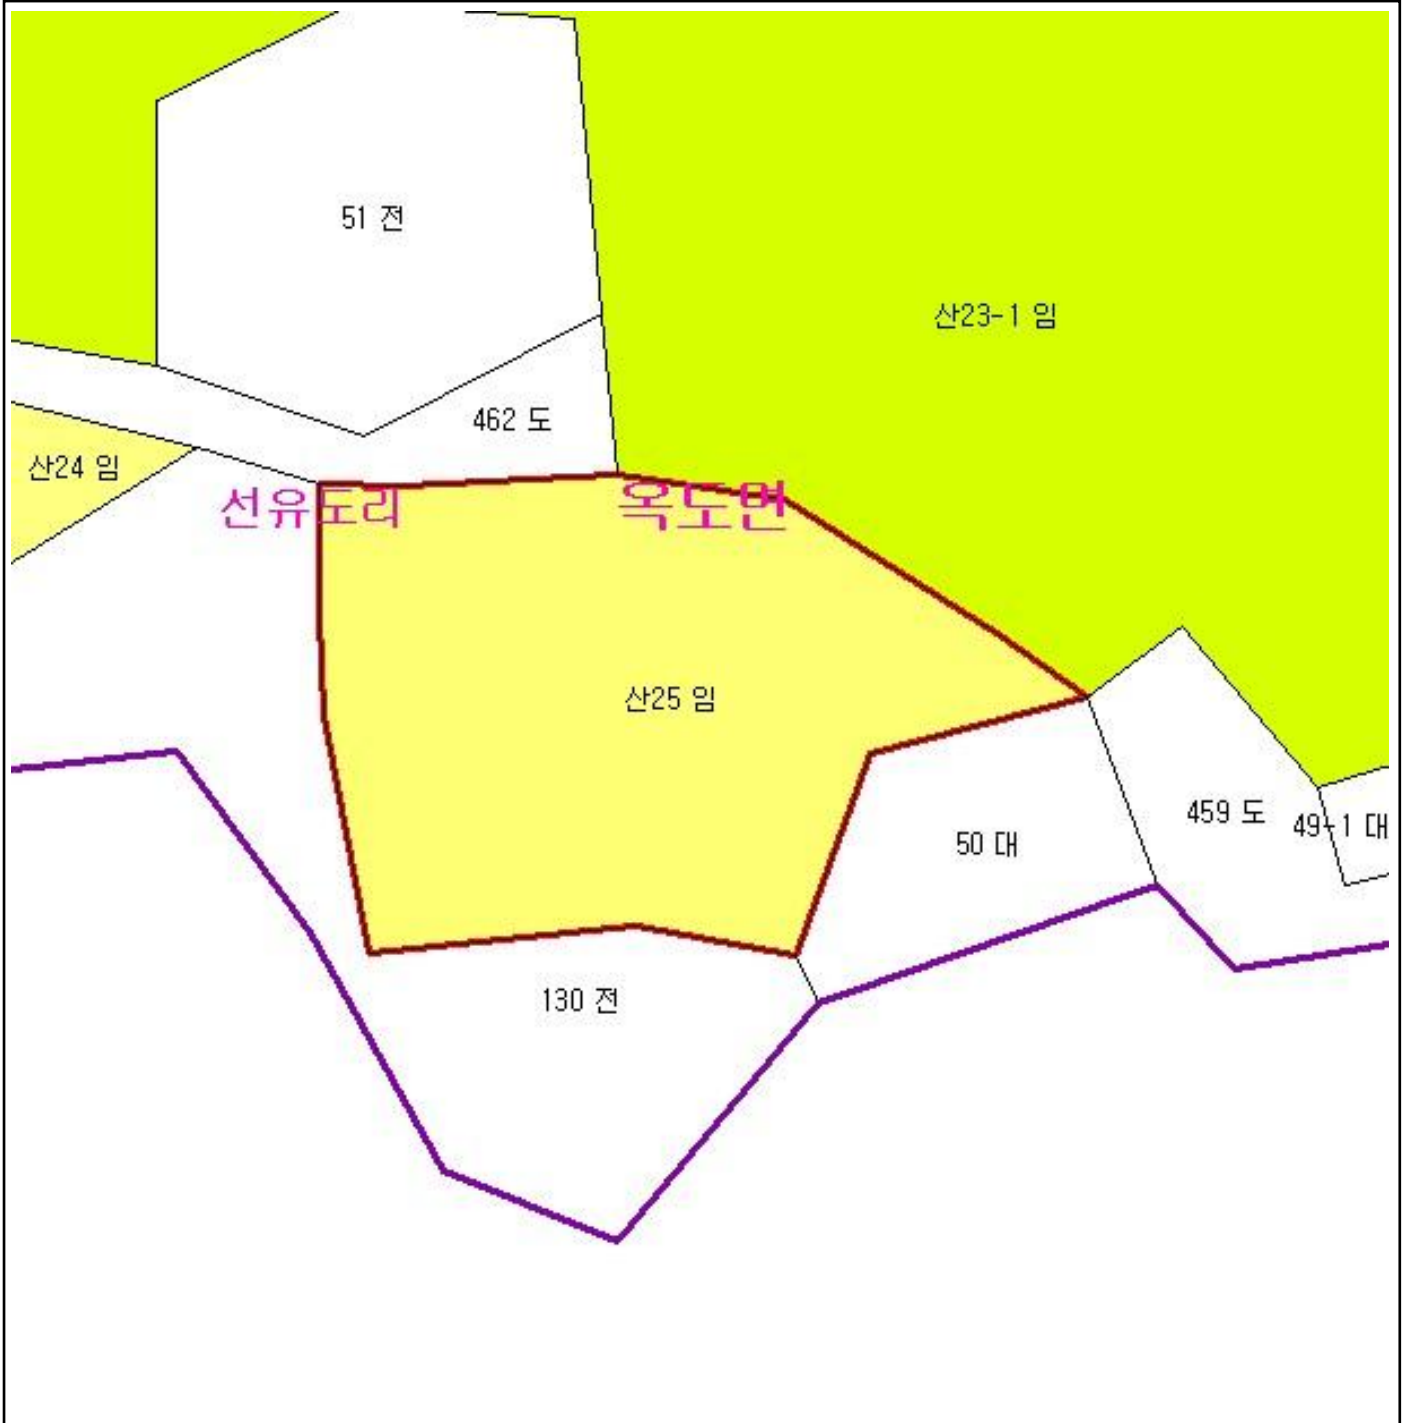 51 전
산23-1 임
462 도
산24 임
선유도리
옥도면
산25 임
459 도
49-1 대
50 대
130 전